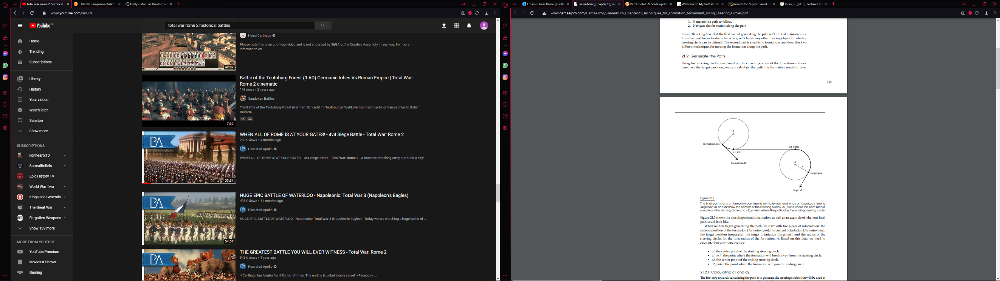 total war rome 2 historical
S182591 - Implementation
Unity - Manual: Building a
www.youtube.com/results
YouTube GB
total war rome 2 historical battles
Home
Trending
Subscriptions
Library
History
Your videos
Watch later
Sabaton
Show more
SUBSCRIPTIONS
lionheartx10
SurrealBeliefs
Epic History TV
World War Two
Kings and Generals
The Great War
Forgotten Weapons
Show 139 more
MORE FROM YOUTUBE
YouTube Premium
Movies & Shows
Gaming
HeirofCarthage
Please note this is an unofficial video and is not endorsed by SEGA or the Creative Assembly in any way. For more
information on ...
42:07
Battle of the Teutoburg Forest (9 AD) Germanic tribes Vs Roman Empire | Total War:
Rome 2 cinematic
1M views • 2 years ago
Sandokan Battles
The Battle of the Teutoburg Forest (German: Schlacht im Teutoburger Wald, Hermannsschlacht, or Varusschlacht, Italian:
Disfatta ...
4K CC
7:30
WHEN ALL OF ROME IS AT YOUR GATES! - 4v4 Siege Battle - Total War: Rome 2
238K views • 4 months ago
Pixelated Apollo
WHEN ALL OF ROME IS AT YOUR GATES! - 4v4 Siege Battle - Total War: Rome 2 - A massive attacking army surround a city!
33:34
HUGE EPIC BATTLE OF WATERLOO - Napoleonic: Total War 3 (Napoleon's Eagles)
436K views • 11 months ago
Pixelated Apollo
HUGE EPIC BATTLE OF WATERLOO - Napoleonic: Total War 3 (Napoleon's Eagles) - Today we are watching a huge battle of ...
54:57
THE GREATEST BATTLE YOU WILL EVER WITNESS - Total War: Rome 2
843K views • 1 year ago
Pixelated Apollo
4 Carthaginian Armies Vs 4 Roman Armies. The ending is unbelievably close! ➣Facebook ...
Email - Denis Remo (s1938
GameAIPro_Chapter21_Tec
Patch notes: Module updat
Welcome to My Suffolk | M
Results for "agent based na
Bjore, S. (2013). Technics fo
www.gameaipro.com/GameAIPro/GameAIPro_Chapter21_Techniques_for_Formation_Movement_Using_Steering_Circles.pdf
1. Generate the path to follow.
2. Navigate the formation along the path.
It's worth noting here that the first part of generating the path isn't limited to formations.
It can be used for individual characters, vehicles, or any other moving object for which a
steering circle can be defined. The second part is specific to formations and describes two
different techniques for moving the formation along the path.
21.2 Generate the Path
Using two steering circles, one based on the current position of the formation and one
based on the target position, we can calculate the path the formation needs to take.
289
c1
r
formation.pos
c1_exit
formation.dir
c2_enter
c2
r
target.pos
target.dir
Figure 21.1
The final path starts at formation.pos, facing formation.dir, and ends at target.pos, facing
target.dir. c1 and c2 show the centers of the steering circles. c1_exit is where the path breaks
away from the starting circle and c2_enter is where the path joins the ending steering circle.
Figure 21.1 shows the most important information, as well as an example of what our final
path could look like.
When we first begin generating the path, we start with five pieces of information: the
current position of the formation (formation.pos), the current orientation (formation.dir),
the target position (target.pos), the target orientation (target.dir), and the radius of the
steering circles (or the turn radius of the formation, r). Based on this data, we need to
calculate four additional values:
• c1, the center point of the starting steering circle.
• c1_exit, the point where the formation will break away from the starting circle.
• c2, the center point of the ending steering circle.
• c2_enter, the point where the formation will join the ending circle.
21.2.1 Calculating c1 and c2
The first step towards calculating the path is to generate the steering circles that will be used at